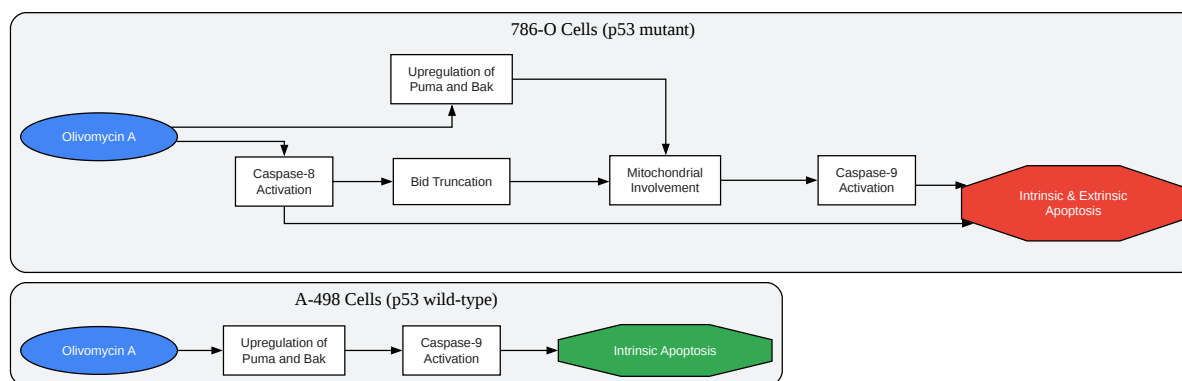 786-O Cells (p53 mutant)
Upregulation of
Puma and Bak
Olivomycin A
Caspase-8
Activation
Bid Truncation
Mitochondrial
Involvement
Caspase-9
Activation
Intrinsic & Extrinsic
Apoptosis
A-498 Cells (p53 wild-type)
Olivomycin A
Upregulation of
Puma and Bak
Caspase-9
Activation
Intrinsic Apoptosis